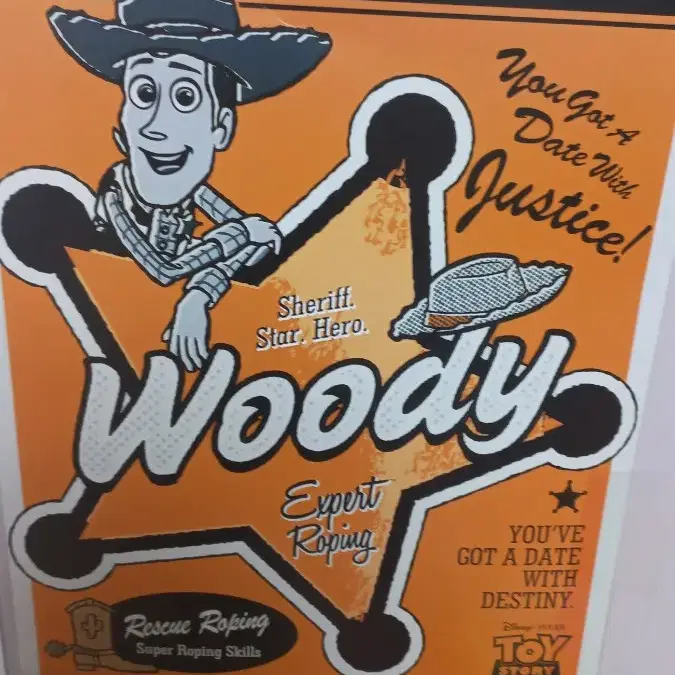 You Got A
Date With
Justice!
Sheriff.
Star. Hero.
Woody
Expert
Roping
YOU'VE
GOT A DATE
WITH
DESTINY.
Rescue Roping
Super Roping Skills
Disney·PIXAR
TOY
STORY